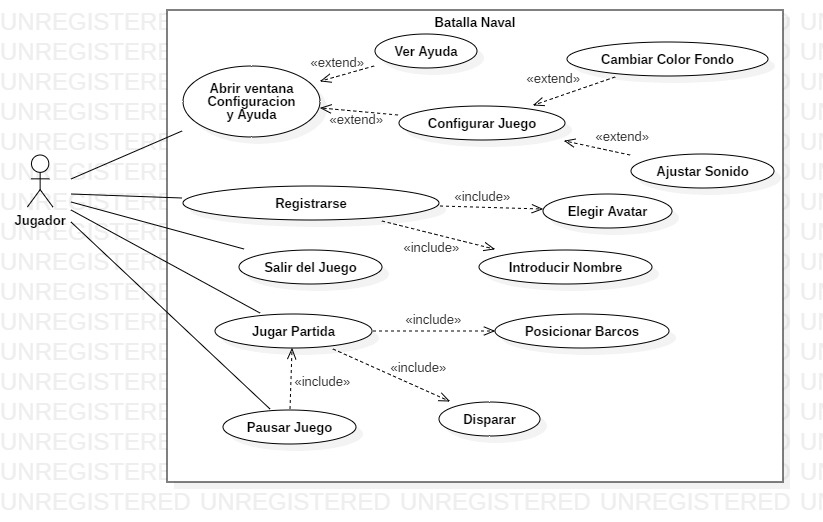 Batalla Naval
Ver Ayuda
«extend»
Cambiar Color Fondo
Abrir ventana
Configuracion
y Ayuda
«extend»
«extend»
Configurar Juego
«extend»
Ajustar Sonido
Jugador
Registrarse
«include»
Elegir Avatar
«include»
Salir del Juego
Introducir Nombre
Jugar Partida
«include»
Posicionar Barcos
«include»
«include»
Pausar Juego
Disparar
UNREGISTERED UNREGISTERED UNREGISTERED UNREGISTERED